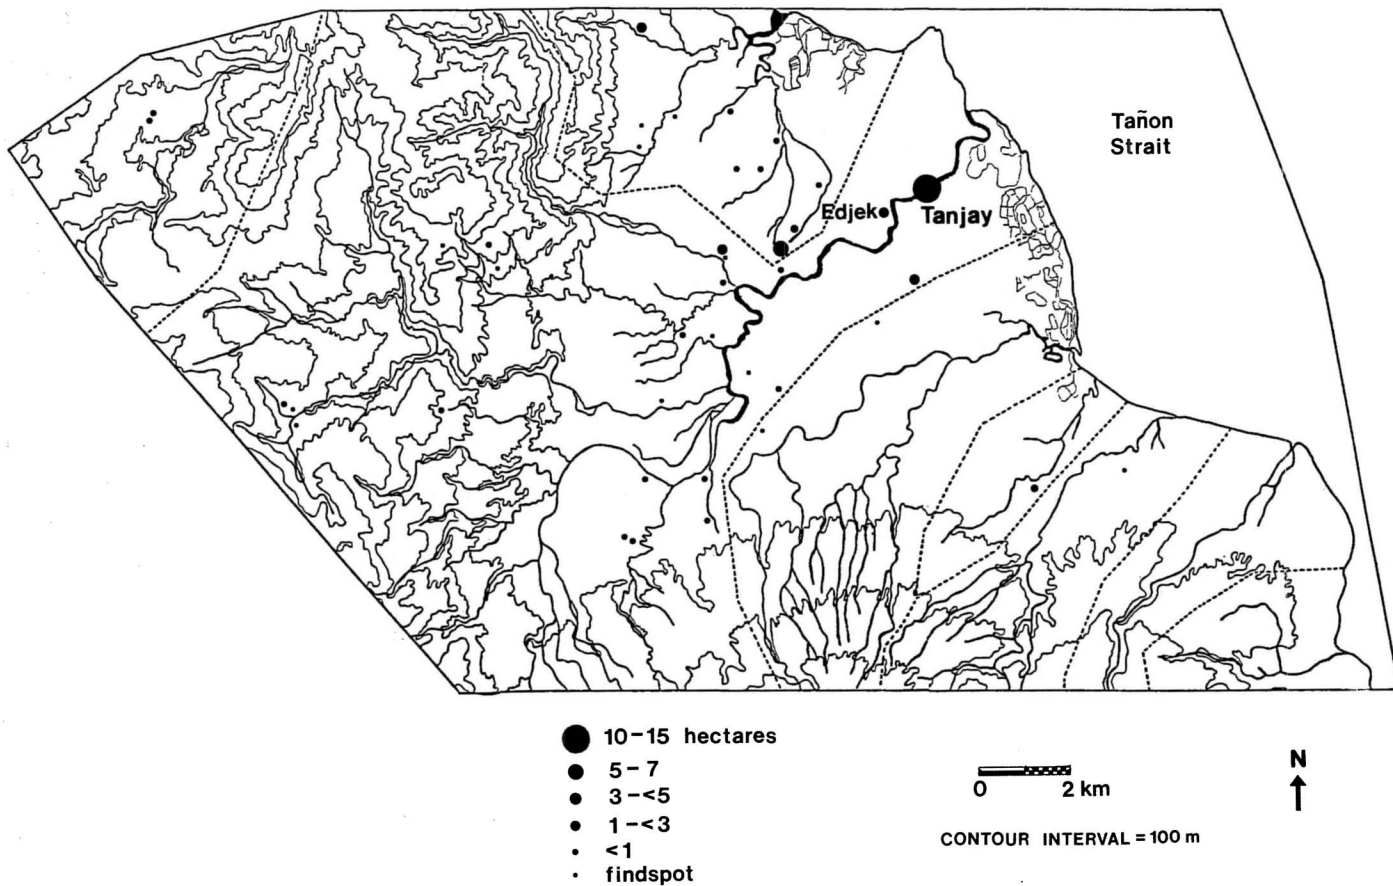 Tañon
Strait
Edjek
Tanjay
10-15 hectares
5-7
3-<5
1-<3
<1
findspot
0 2 km
N
CONTOUR INTERVAL = 100 m